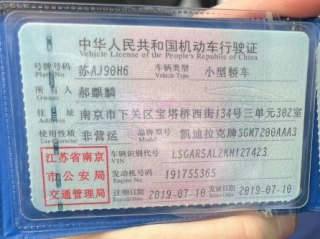 中华人民共和国机动车行驶证
Vehicle License of the People's Republic of China
号牌号码 苏AJ90H6 车辆类型 小型轿车
Plate No. Vehicle Type
所有人 郝麒麟
Owner
住址 南京市下关区宝塔桥西街134号三单元302室
Address
使用性质 非营运 品牌型号 凯迪拉克牌SGM7200AAA3
Use Character Model
江苏省南京市公安局交通管理局
车辆识别代号 LSGAR5AL2KH127423
VIN
发动机号码 191755365
Engine No.
注册日期 2019-07-10 发证日期 2019-07-10
Register Date Issue Date